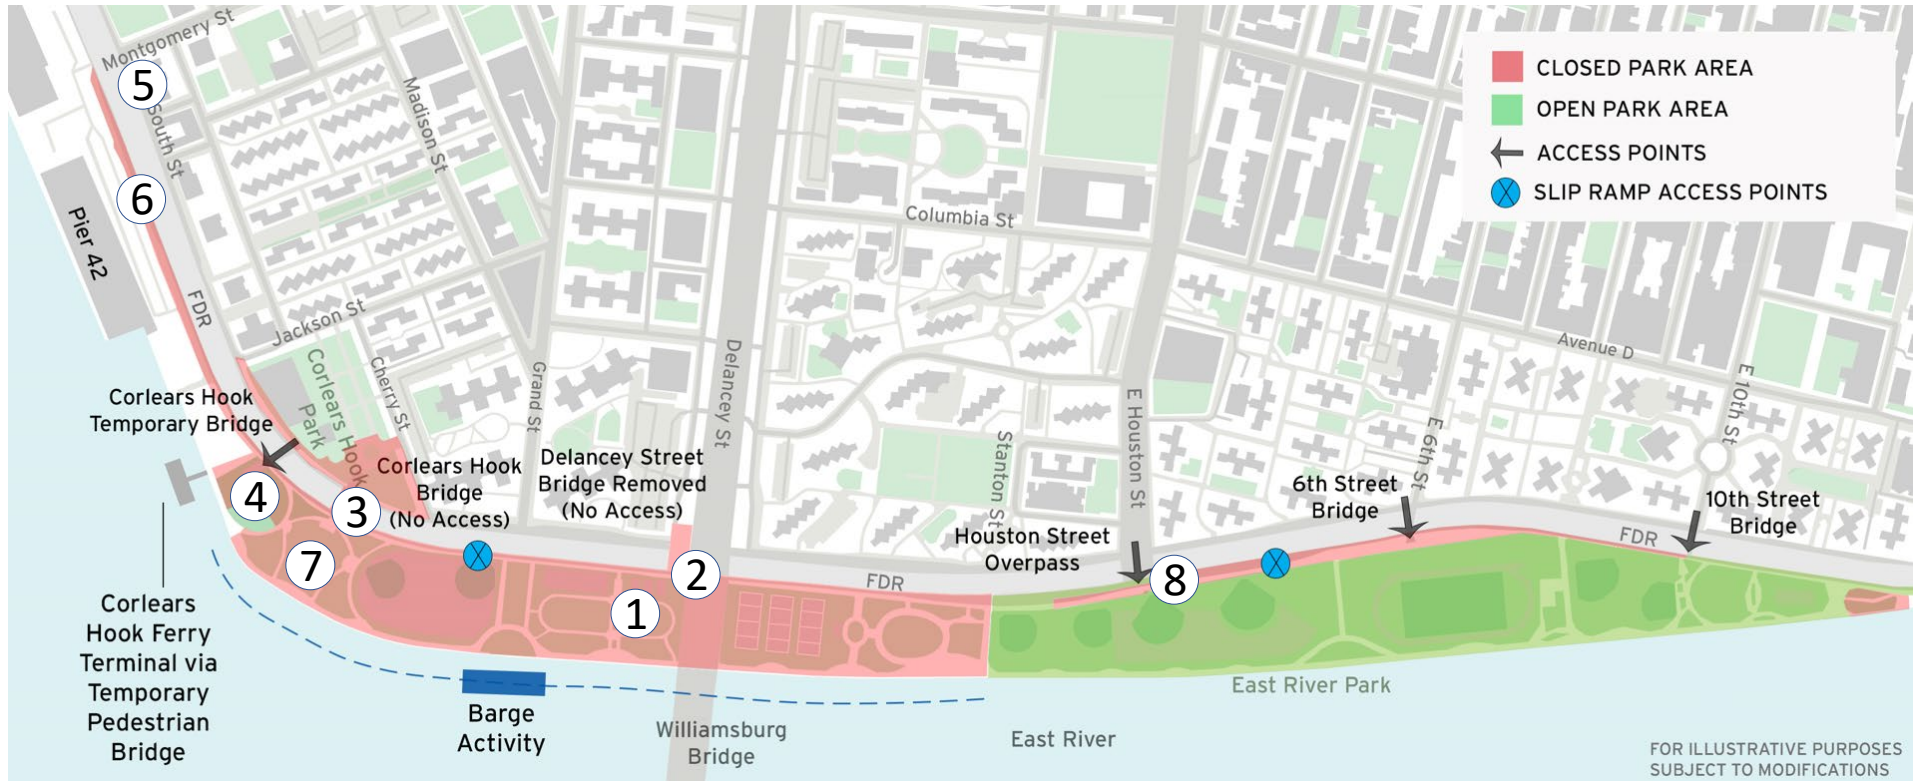 Montgomery St
5
South St
Madison St
6
Pier 42
FDR
Jackson St
Corlears Hook
Park
Cherry St
Grand St
Delancey St
Columbia St
Stanton St
E Houston St
Avenue D
E 6th St
E 10th St
CLOSED PARK AREA
OPEN PARK AREA
ACCESS POINTS
SLIP RAMP ACCESS POINTS
Corlears Hook
Temporary Bridge
Corlears Hook
Bridge
(No Access)
Delancey Street
Bridge Removed
(No Access)
Houston Street
Overpass
6th Street
Bridge
10th Street
Bridge
4
3
7
1
2
8
FDR
FDR
Corlears
Hook Ferry
Terminal via
Temporary
Pedestrian
Bridge
Barge
Activity
Williamsburg
Bridge
East River
East River Park
FOR ILLUSTRATIVE PURPOSES
SUBJECT TO MODIFICATIONS